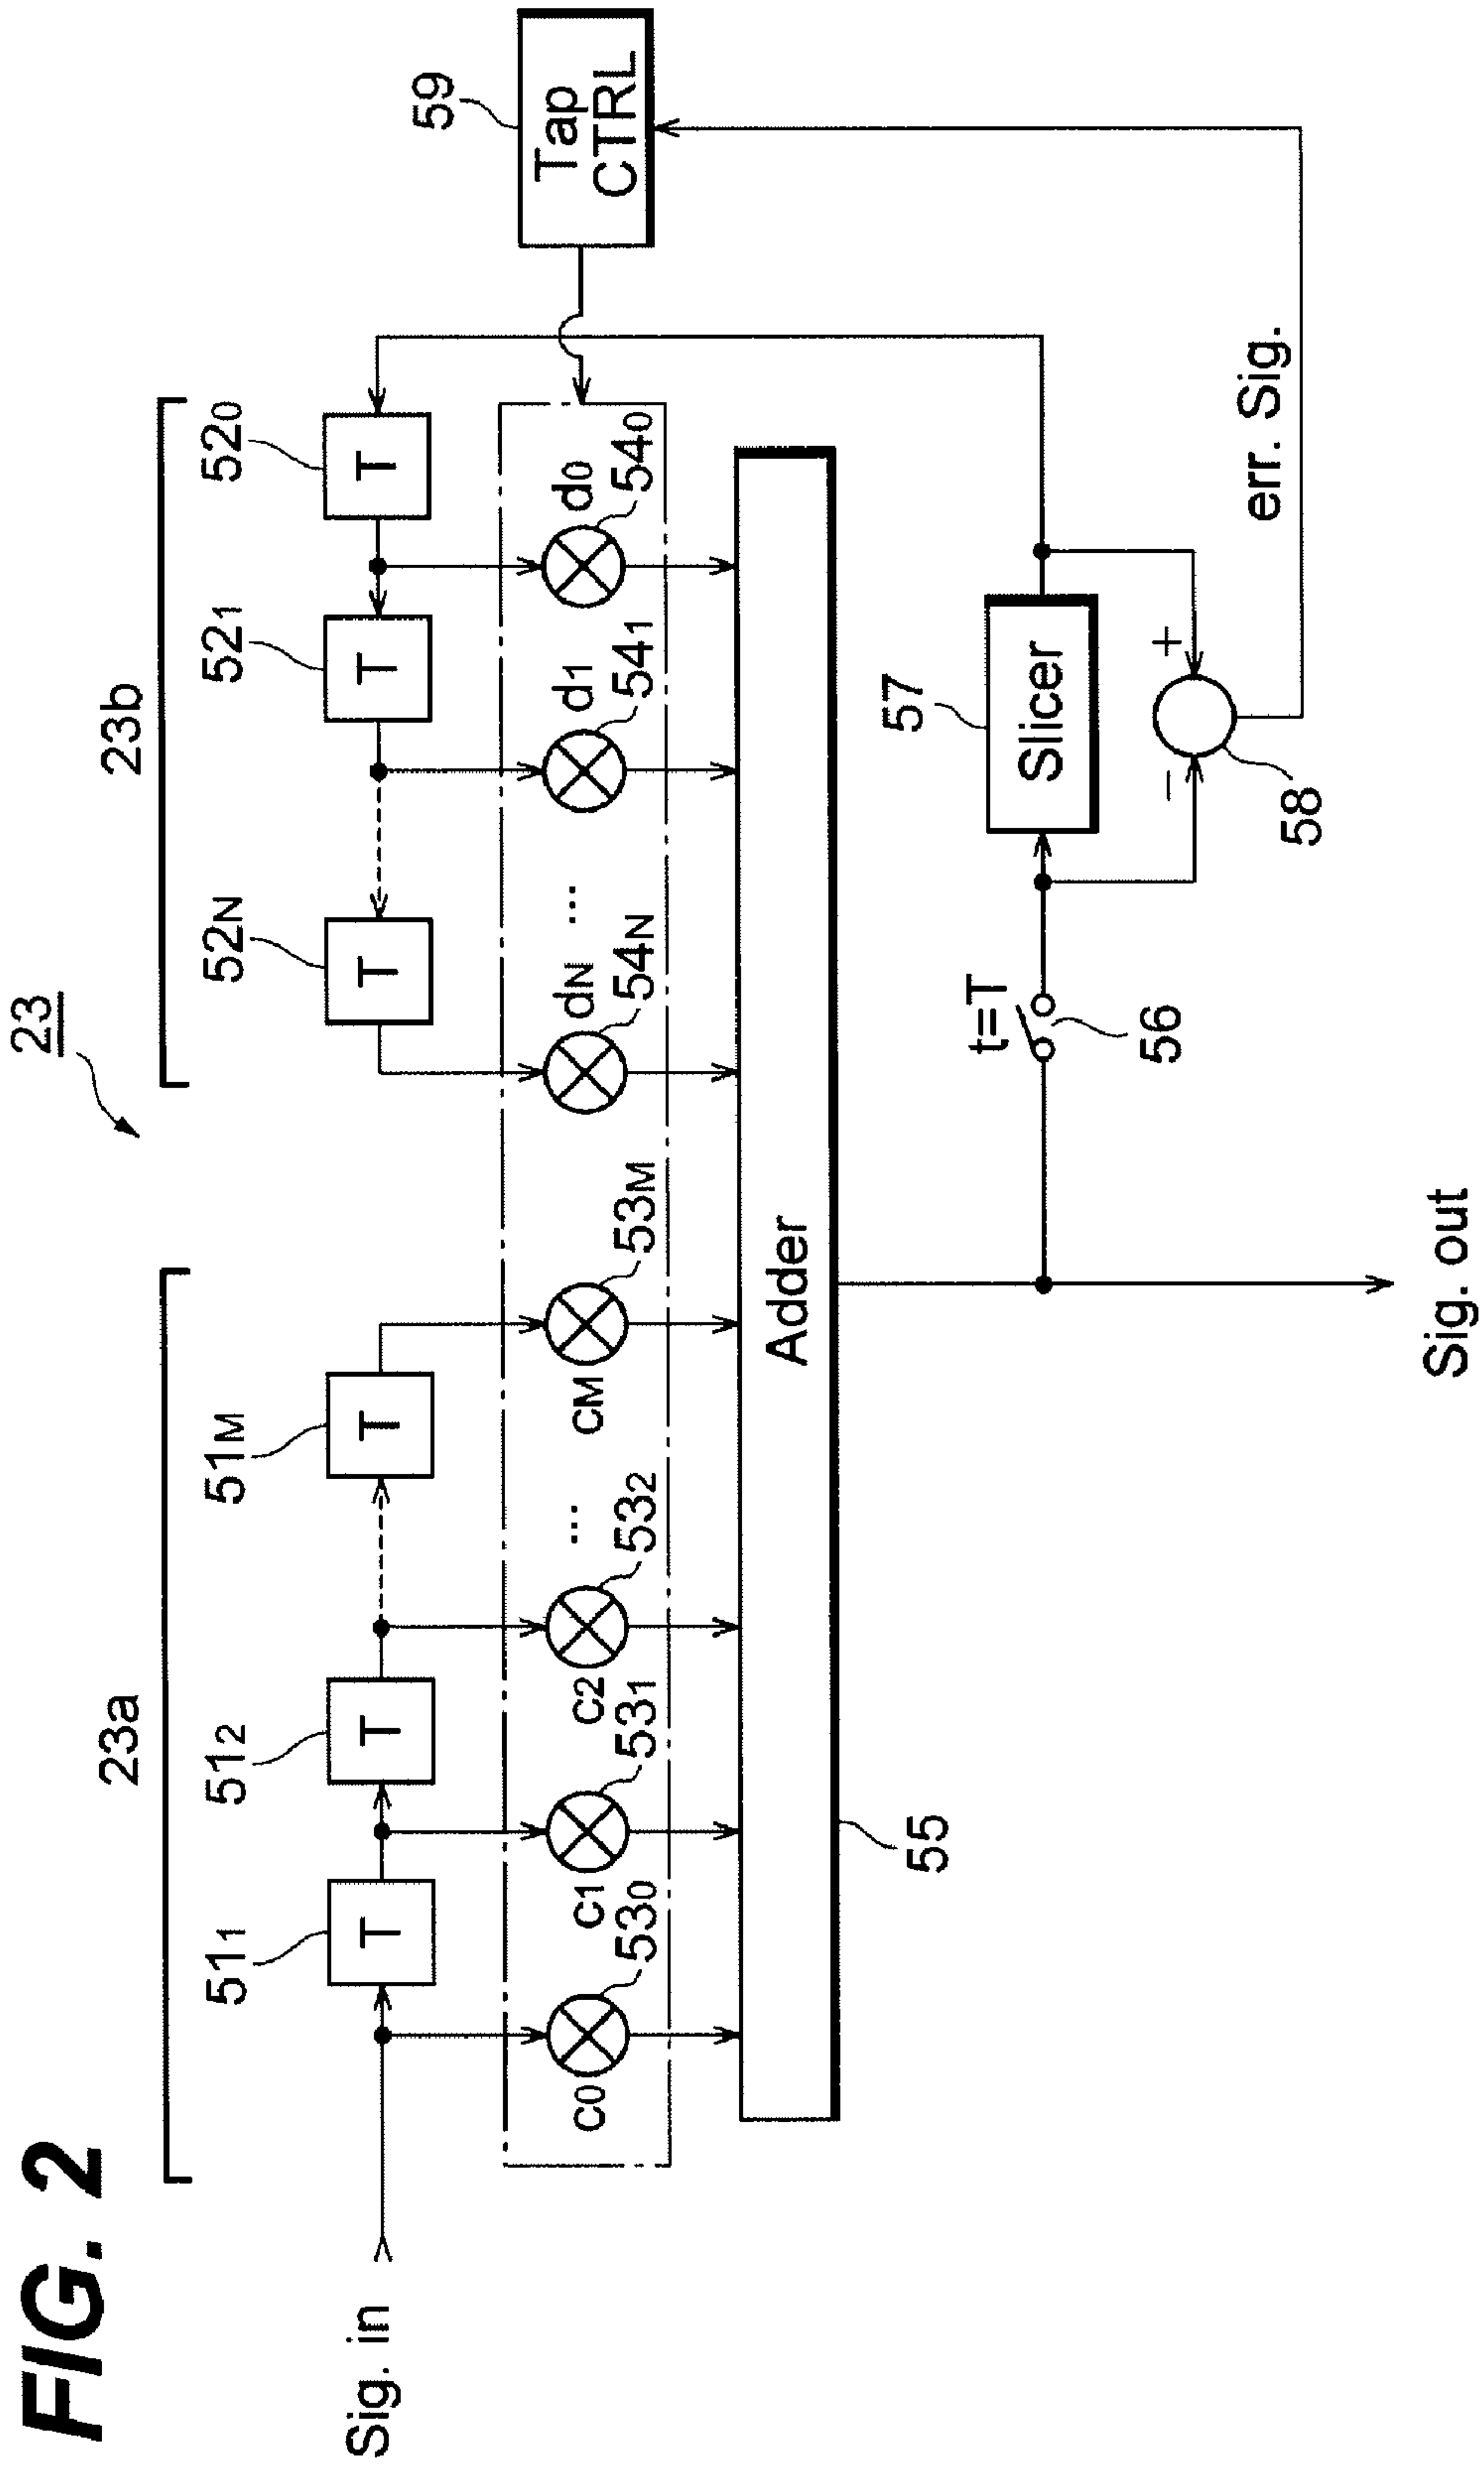 FIG. 2
23
23a
23b
511
512
51M
52N
521
520
T
T
T
T
T
T
59
Tap
CTRL
Sig. in
c0
530
c1
531
c2
532
...
cM
53M
dN
54N
...
d1
541
d0
540
Adder
55
t=T
56
57
Slicer
+
−
58
err. Sig.
Sig. out